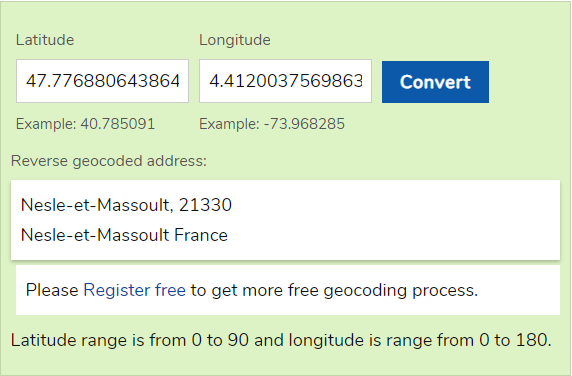 Latitude Longitude
47.776880643864 4.4120037569863 Convert
Example: 40.785091 Example: -73.968285
Reverse geocoded address:
Nesle-et-Massoult, 21330
Nesle-et-Massoult France
Please Register free to get more free geocoding process.
Latitude range is from 0 to 90 and longitude is range from 0 to 180.